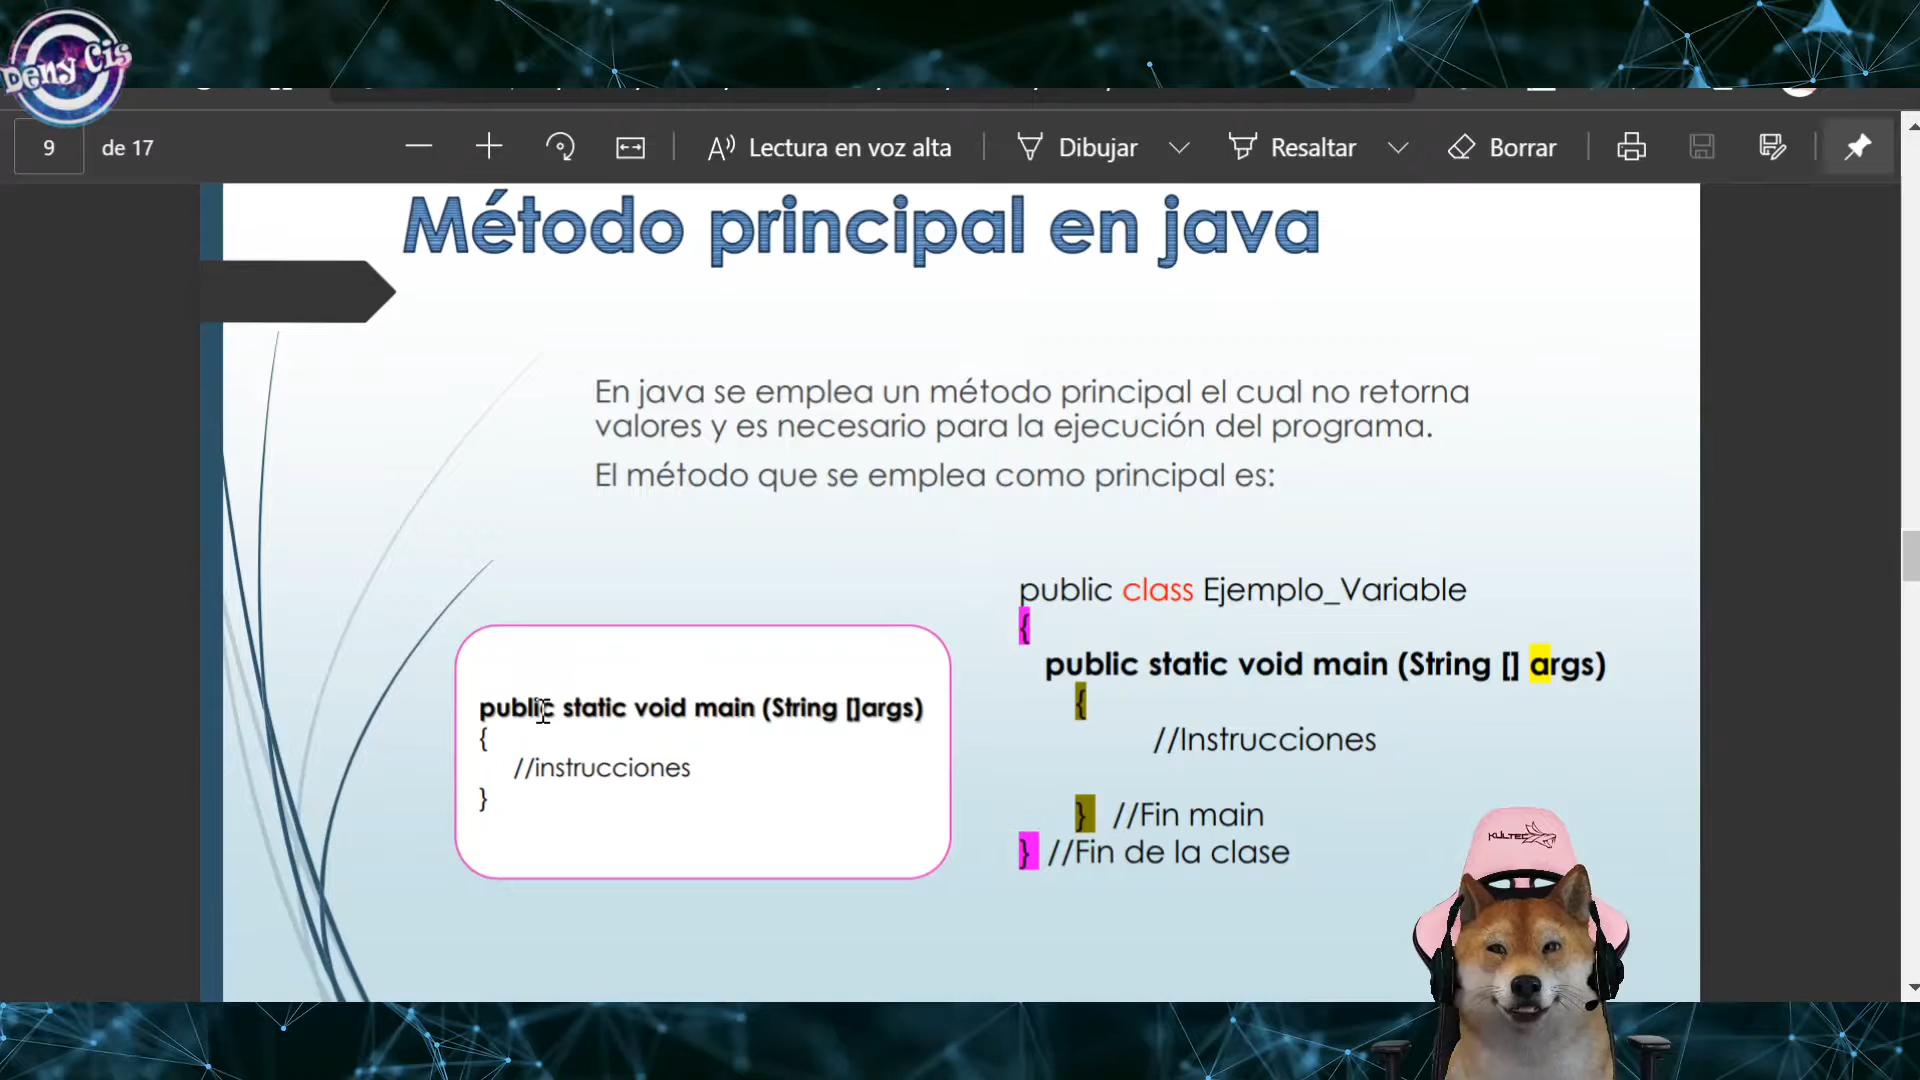 Deny Cis
9 de 17
Lectura en voz alta
Dibujar
Resaltar
Borrar
Método principal en java
En java se emplea un método principal el cual no retorna
valores y es necesario para la ejecución del programa.
El método que se emplea como principal es:
public static void main (String []args)
{
//instrucciones
}
public class Ejemplo_Variable
{
public static void main (String [] args)
{
//Instrucciones
} //Fin main
} //Fin de la clase
KULTEC